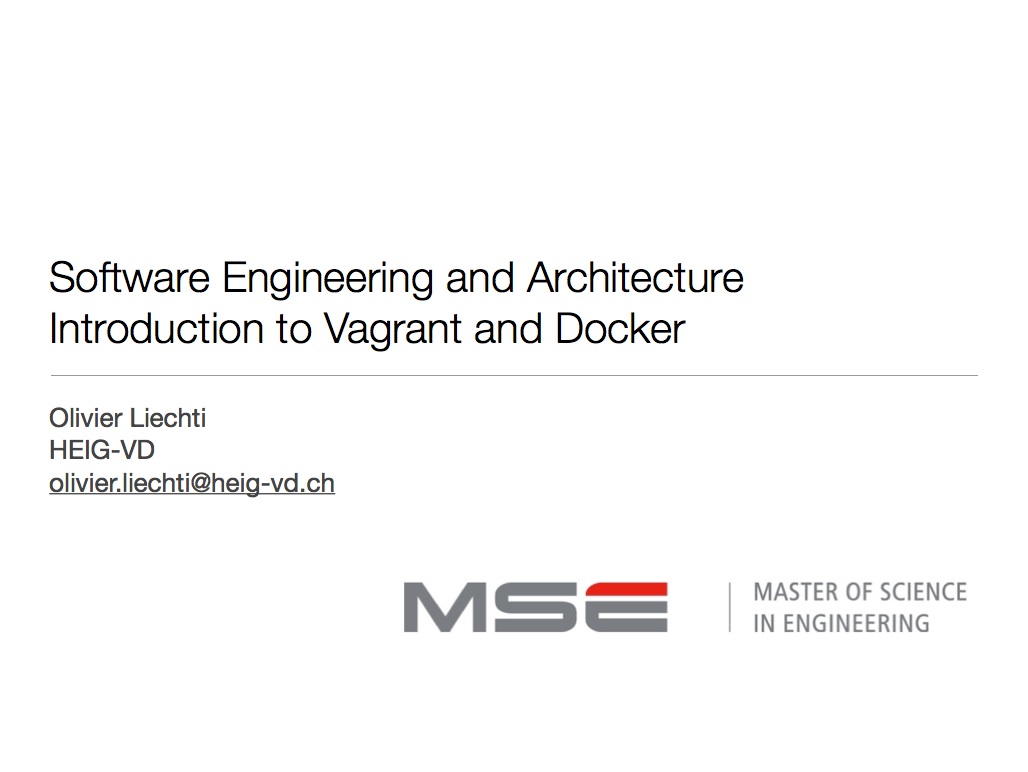 Software Engineering and Architecture
Introduction to Vagrant and Docker
Olivier Liechti
HEIG-VD
olivier.liechti@heig-vd.ch
MSE
MASTER OF SCIENCE
IN ENGINEERING